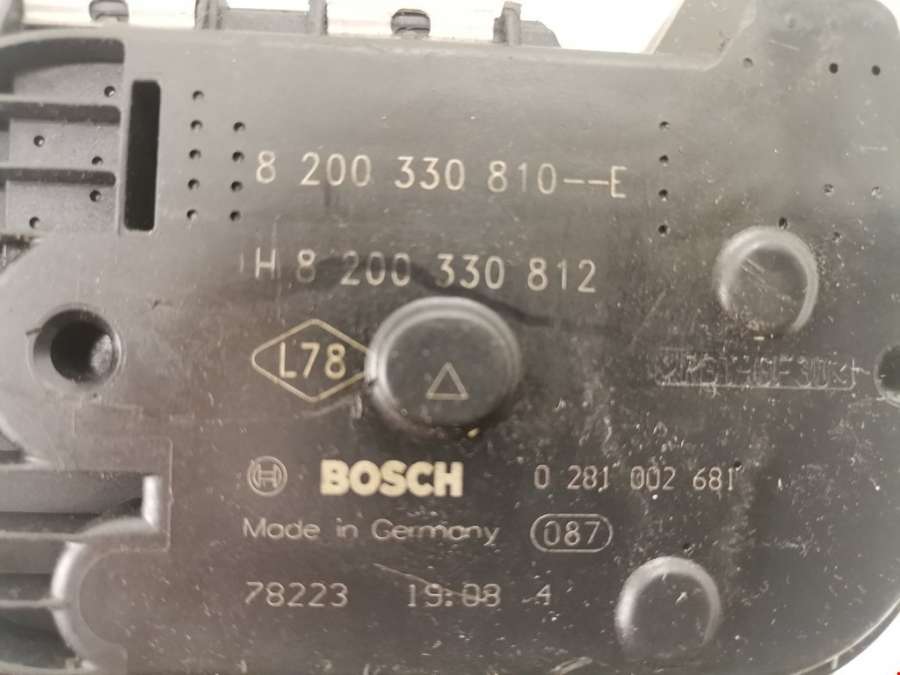 8 200 330 810--E
H 8 200 330 812
L78
BOSCH 0 281 002 681
Made in Germany 087
78223 19:08 4